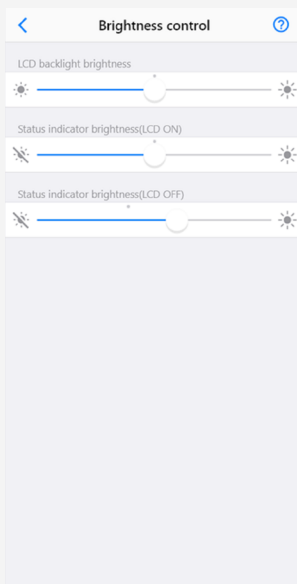 Brightness control
LCD backlight brightness
Status indicator brightness(LCD ON)
Status indicator brightness(LCD OFF)